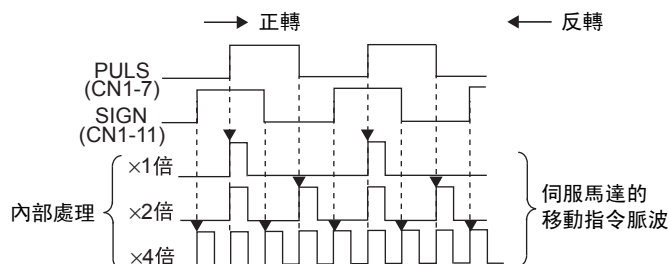 正轉
反轉
PULS
(CN1-7)
SIGN
(CN1-11)
×1倍
內部處理
×2倍
×4倍
伺服馬達的
移動指令脈波